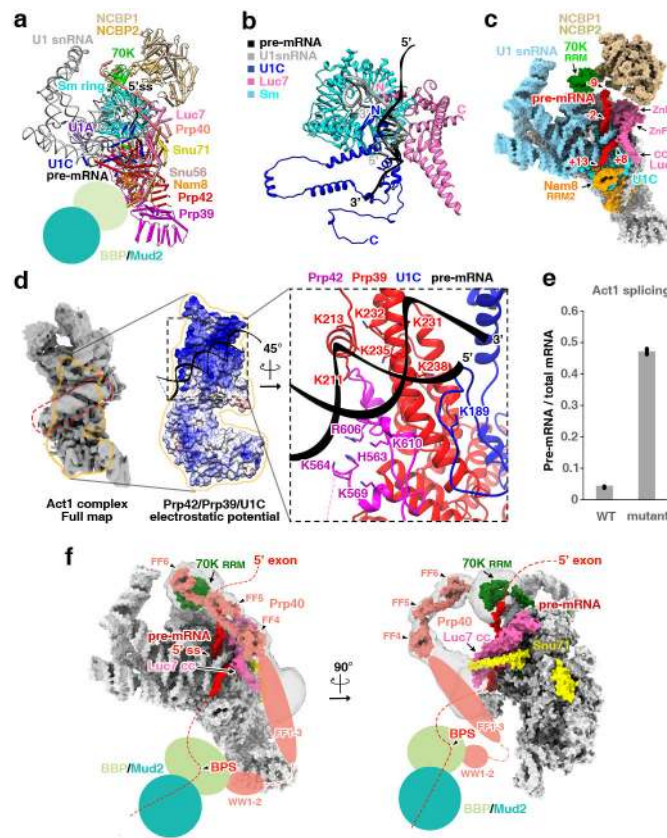 a
NCBP1
NCBP2
U1 snRNA
70K
Sm ring
5'ss
U1A
Luc7
Prp40
Snu71
U1C
pre-mRNA
Snu56
Nam8
Prp42
Prp39
BBP/Mud2
b
pre-mRNA
U1snRNA
U1C
Luc7
Sm
5'
N
N
C
5'
3'
C
c
NCBP1
NCBP2
U1 snRNA
70K
RRM
-9
pre-mRNA
-2
ZnF
CC
Luc
+13
+8
U1C
Nam8
RRM2
d
45°
Act1 complex
Full map
Prp42/Prp39/U1C
electrostatic potential
Prp42 Prp39 U1C pre-mRNA
K213
K232
K231
3'
K235
5'
K238
K211
K189
R606
K610
K564
H563
K569
e
Act1 splicing
Pre-mRNA / total mRNA
0.6
0.5
0.4
0.3
0.2
0.1
0
WT
mutant
f
FF6
70K RRM
5' exon
FF5
Prp40
FF4
pre-mRNA
5' ss
Luc7 cc
FF1-3
BPS
WW1-2
BBP/Mud2
90°
70K RRM
5' exon
FF6
pre-mRNA
FF5
Prp40
Luc7 cc
Snu71
FF4
FF1-3
BPS
WW1-2
BBP/Mud2